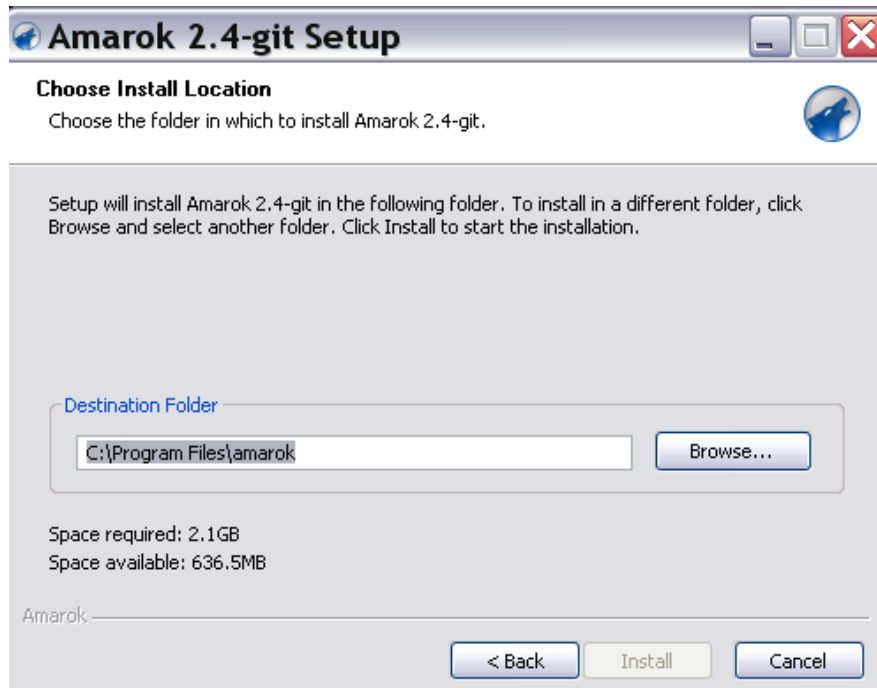 Amarok 2.4-git Setup
Choose Install Location
Choose the folder in which to install Amarok 2.4-git.
Setup will install Amarok 2.4-git in the following folder. To install in a different folder, click
Browse and select another folder. Click Install to start the installation.
Destination Folder
C:\Program Files\amarok
Browse...
Space required: 2.1GB
Space available: 636.5MB
Amarok
< Back
Install
Cancel